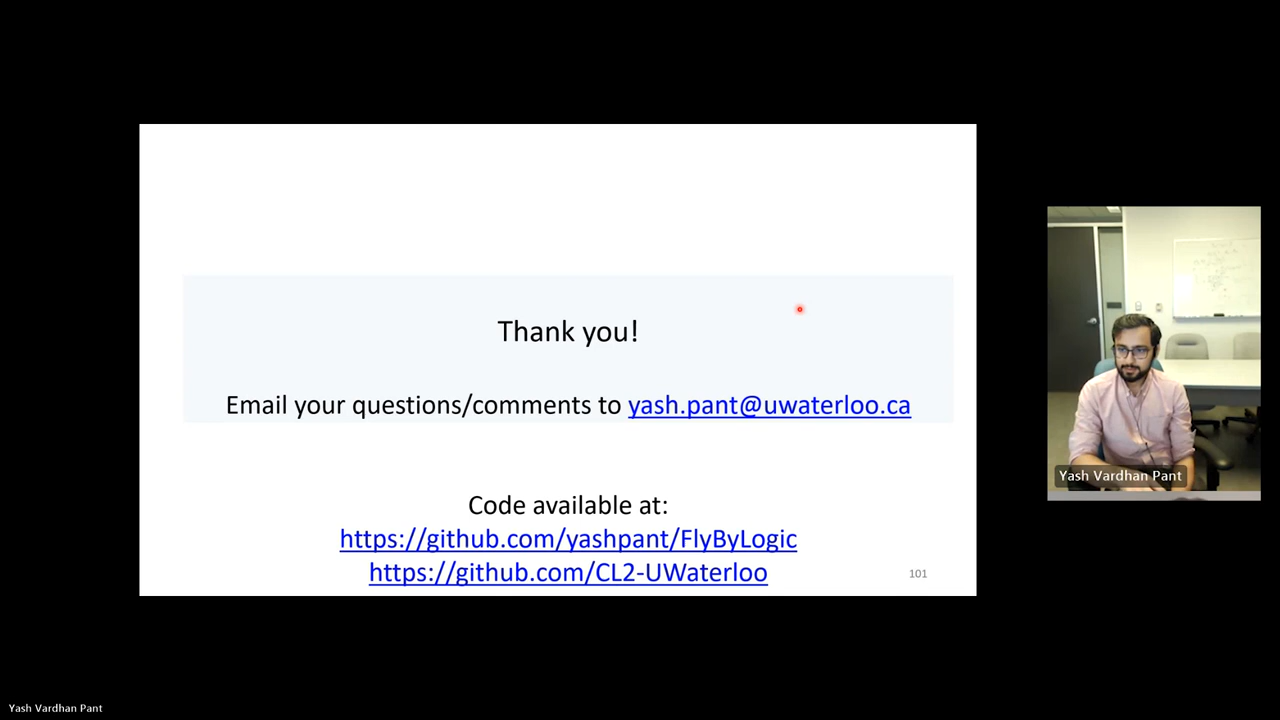 Thank you!
Email your questions/comments to yash.pant@uwaterloo.ca
Code available at:
https://github.com/yashpant/FlyByLogic
https://github.com/CL2-UWaterloo
101
Yash Vardhan Pant
Yash Vardhan Pant